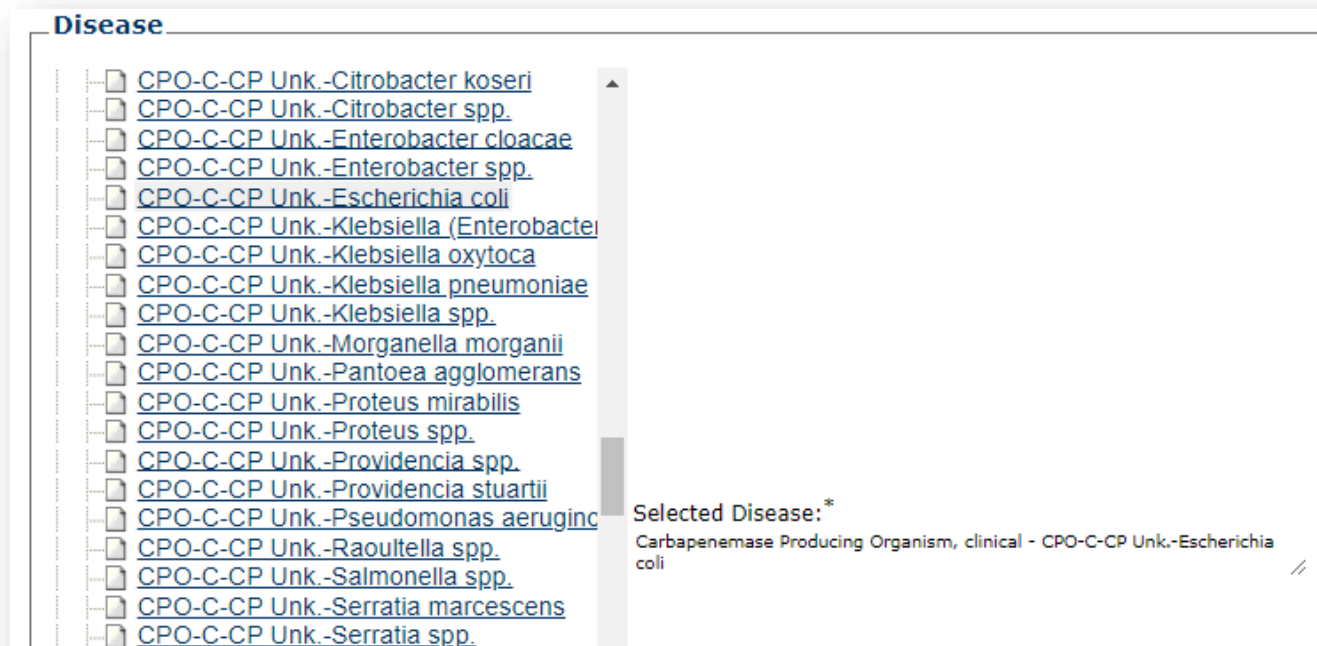 Disease
CPO-C-CP Unk.-Citrobacter koseri
CPO-C-CP Unk.-Citrobacter spp.
CPO-C-CP Unk.-Enterobacter cloacae
CPO-C-CP Unk.-Enterobacter spp.
CPO-C-CP Unk.-Escherichia coli
CPO-C-CP Unk.-Klebsiella (Enterobacter
CPO-C-CP Unk.-Klebsiella oxytoca
CPO-C-CP Unk.-Klebsiella pneumoniae
CPO-C-CP Unk.-Klebsiella spp.
CPO-C-CP Unk.-Morganella morganii
CPO-C-CP Unk.-Pantoea agglomerans
CPO-C-CP Unk.-Proteus mirabilis
CPO-C-CP Unk.-Proteus spp.
CPO-C-CP Unk.-Providencia spp.
CPO-C-CP Unk.-Providencia stuartii
CPO-C-CP Unk.-Pseudomonas aerugino
CPO-C-CP Unk.-Raoultella spp.
CPO-C-CP Unk.-Salmonella spp.
CPO-C-CP Unk.-Serratia marcescens
CPO-C-CP Unk.-Serratia spp.
Selected Disease:*
Carbapenemase Producing Organism, clinical - CPO-C-CP Unk.-Escherichia
coli